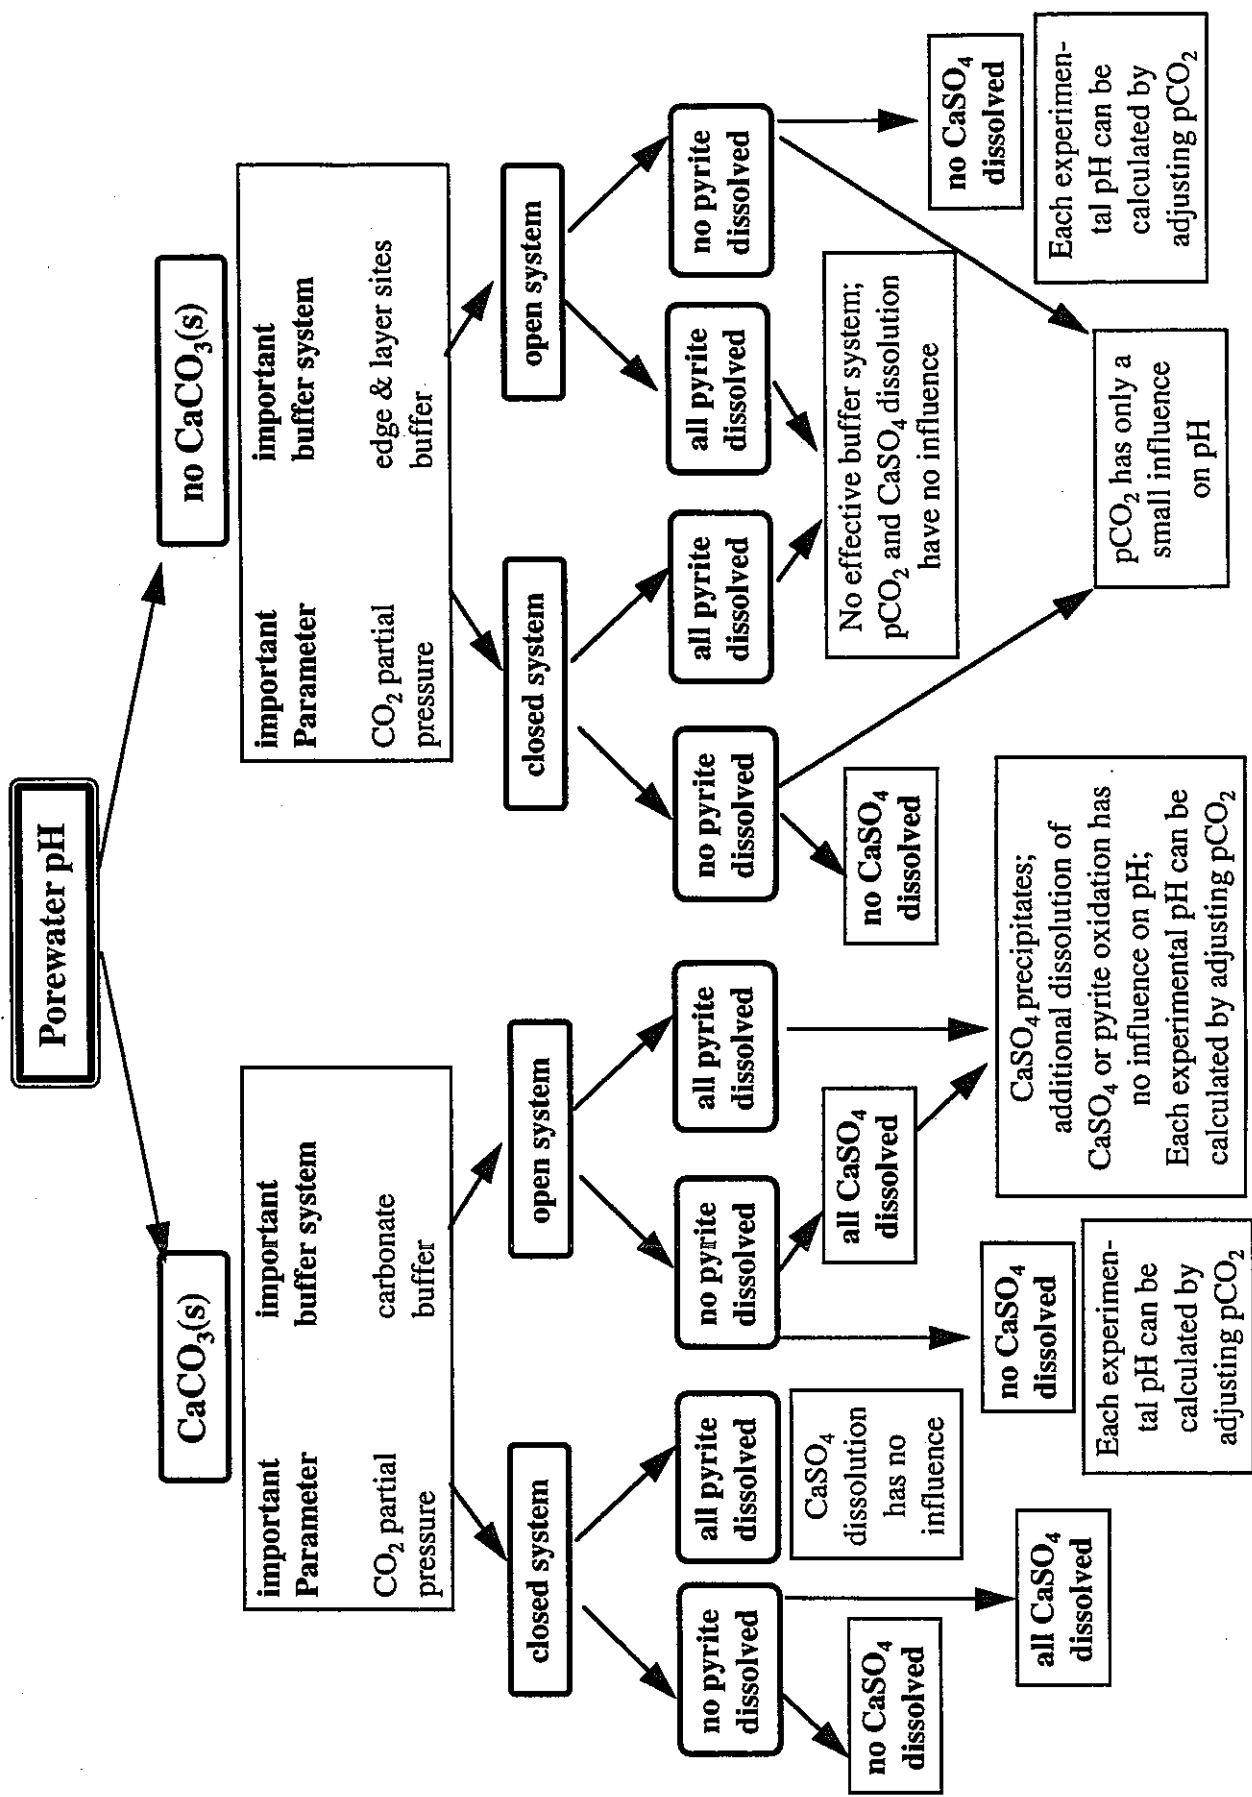 Porewater pH
CaCO3(s)
important
Parameter
CO2 partial
pressure
important
buffer system
carbonate
buffer
closed system
no pyrite
dissolved
no CaSO4
dissolved
all CaSO4
dissolved
all pyrite
dissolved
CaSO4
dissolution
has no
influence
open system
no pyrite
dissolved
no CaSO4
dissolved
Each experimen-
tal pH can be
calculated by
adjusting pCO2
all CaSO4
dissolved
all pyrite
dissolved
CaSO4 precipitates;
additional dissolution of
CaSO4 or pyrite oxidation has
no influence on pH;
Each experimental pH can be
calculated by adjusting pCO2
no CaCO3(s)
important
Parameter
CO2 partial
pressure
important
buffer system
edge & layer sites
buffer
closed system
no pyrite
dissolved
no CaSO4
dissolved
all pyrite
dissolved
open system
all pyrite
dissolved
No effective buffer system;
pCO2 and CaSO4 dissolution
have no influence
no pyrite
dissolved
pCO2 has only a
small influence
on pH
no CaSO4
dissolved
Each experimen-
tal pH can be
calculated by
adjusting pCO2